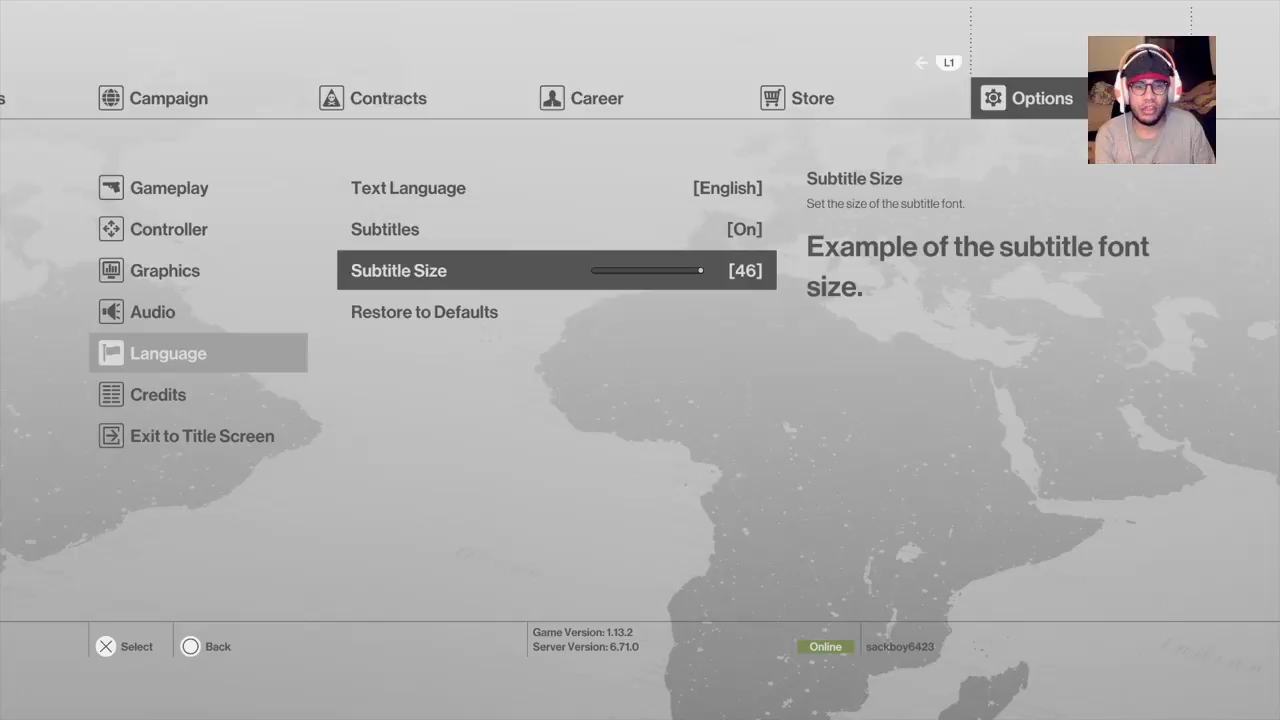 L1
s
Campaign
Contracts
Career
Store
Options
Gameplay
Controller
Graphics
Audio
Language
Credits
Exit to Title Screen
Text Language [English]
Subtitles [On]
Subtitle Size [46]
Restore to Defaults
Subtitle Size
Set the size of the subtitle font.
Example of the subtitle font
size.
Select
Back
Game Version: 1.13.2
Server Version: 6.71.0
Online
sackboy6423